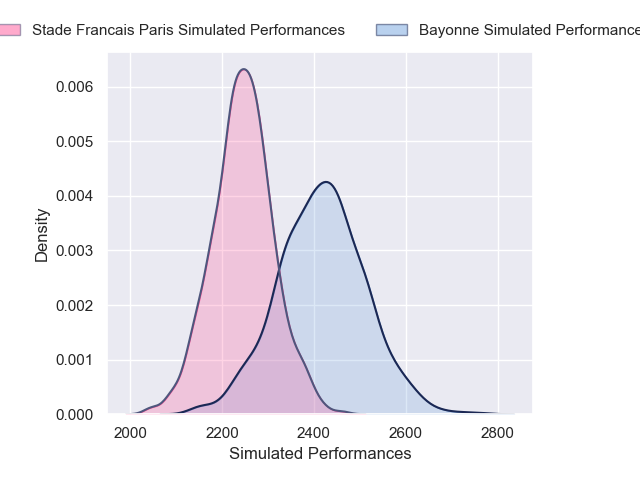 Stade Francais Paris Simulated Performances
Bayonne Simulated Performance
0.006
0.005
0.004
0.003
0.002
0.001
0.000
Density
2000 2200 2400 2600 2800
Simulated Performances